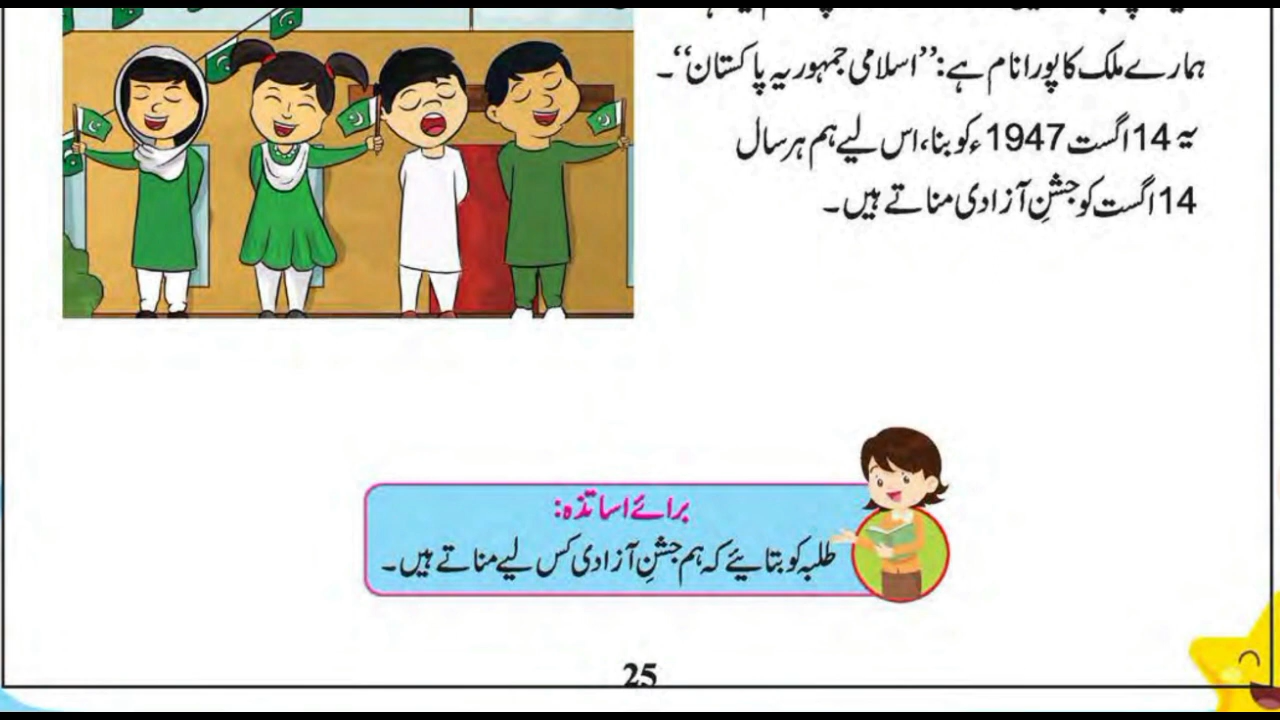 ہمارے ملک کا پورا نام ہے: ”اسلامی جمہوریہ پاکستان“۔
یہ 14 اگست 1947ء کو بنا، اس لیے ہم ہر سال
14 اگست کو جشنِ آزادی مناتے ہیں۔
برائے اساتذہ:
طلبہ کو بتایئے کہ ہم جشنِ آزادی کس لیے مناتے ہیں۔
25